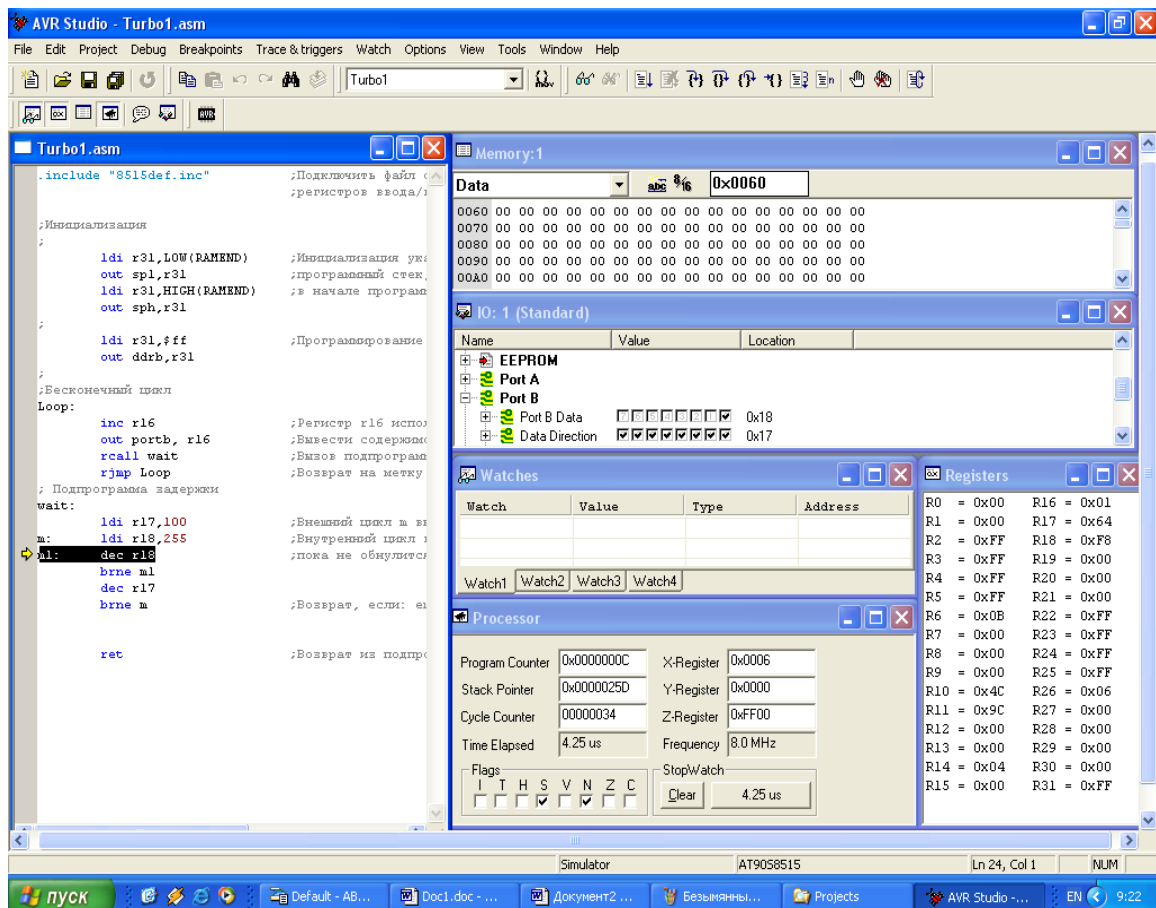 AVR Studio - Turbo1.asm
File Edit Project Debug Breakpoints Trace & triggers Watch Options View Tools Window Help
Turbo1
AVR
Turbo1.asm
.include "8515def.inc" ;Подключить файл
;регистров ввода/
;Инициализация
;
ldi r31,LOW(RAMEND) ;Инициализация ука
out spl,r31 ;программный стек,
ldi r31,HIGH(RAMEND) ;в начале програм
out sph,r31
;
ldi r31,$ff ;Программирование
out ddrb,r31
;
;Бесконечный цикл
Loop:
inc r16 ;Регистр r16 испол
out portb, r16 ;Вывести содержимо
rcall wait ;Вызов подпрограм
rjmp Loop ;Возврат на метку
; Подпрограмма задержки
wait:
ldi r17,100 ;Внешний цикл m в
m: ldi r18,255 ;Внутренний цикл
m1: dec r18 ;пока не обнулится
brne m1
dec r17
brne m ;Возврат, если: е
ret ;Возврат из подпро
Memory:1
Data abc 8/16 0x0060
0060 00 00 00 00 00 00 00 00 00 00 00 00 00 00 00 00
0070 00 00 00 00 00 00 00 00 00 00 00 00 00 00 00 00
0080 00 00 00 00 00 00 00 00 00 00 00 00 00 00 00 00
0090 00 00 00 00 00 00 00 00 00 00 00 00 00 00 00 00
00A0 00 00 00 00 00 00 00 00 00 00 00 00 00 00 00 00
IO: 1 (Standard)
Name Value Location
EEPROM
Port A
Port B
Port B Data 7 6 5 4 3 2 0x18
Data Direction 0x17
Watches
Watch Value Type Address
Watch1 Watch2 Watch3 Watch4
Processor
Program Counter 0x0000000C X-Register 0x0006
Stack Pointer 0x0000025D Y-Register 0x0000
Cycle Counter 00000034 Z-Register 0xFF00
Time Elapsed 4.25 us Frequency 8.0 MHz
Flags StopWatch
I T H S V N Z C
Clear 4.25 us
Registers
R0 = 0x00 R16 = 0x01
R1 = 0x00 R17 = 0x64
R2 = 0xFF R18 = 0xF8
R3 = 0xFF R19 = 0x00
R4 = 0xFF R20 = 0x00
R5 = 0xFF R21 = 0x00
R6 = 0x0B R22 = 0xFF
R7 = 0x00 R23 = 0xFF
R8 = 0x00 R24 = 0xFF
R9 = 0x00 R25 = 0xFF
R10 = 0x4C R26 = 0x06
R11 = 0x9C R27 = 0x00
R12 = 0x00 R28 = 0x00
R13 = 0x00 R29 = 0x00
R14 = 0x04 R30 = 0x00
R15 = 0x00 R31 = 0xFF
Simulator AT90S8515 Ln 24, Col 1 NUM
пуск Default - АВ... Doc1.doc - ... Документ2 ... Безымянны... Projects AVR Studio -... EN 9:22